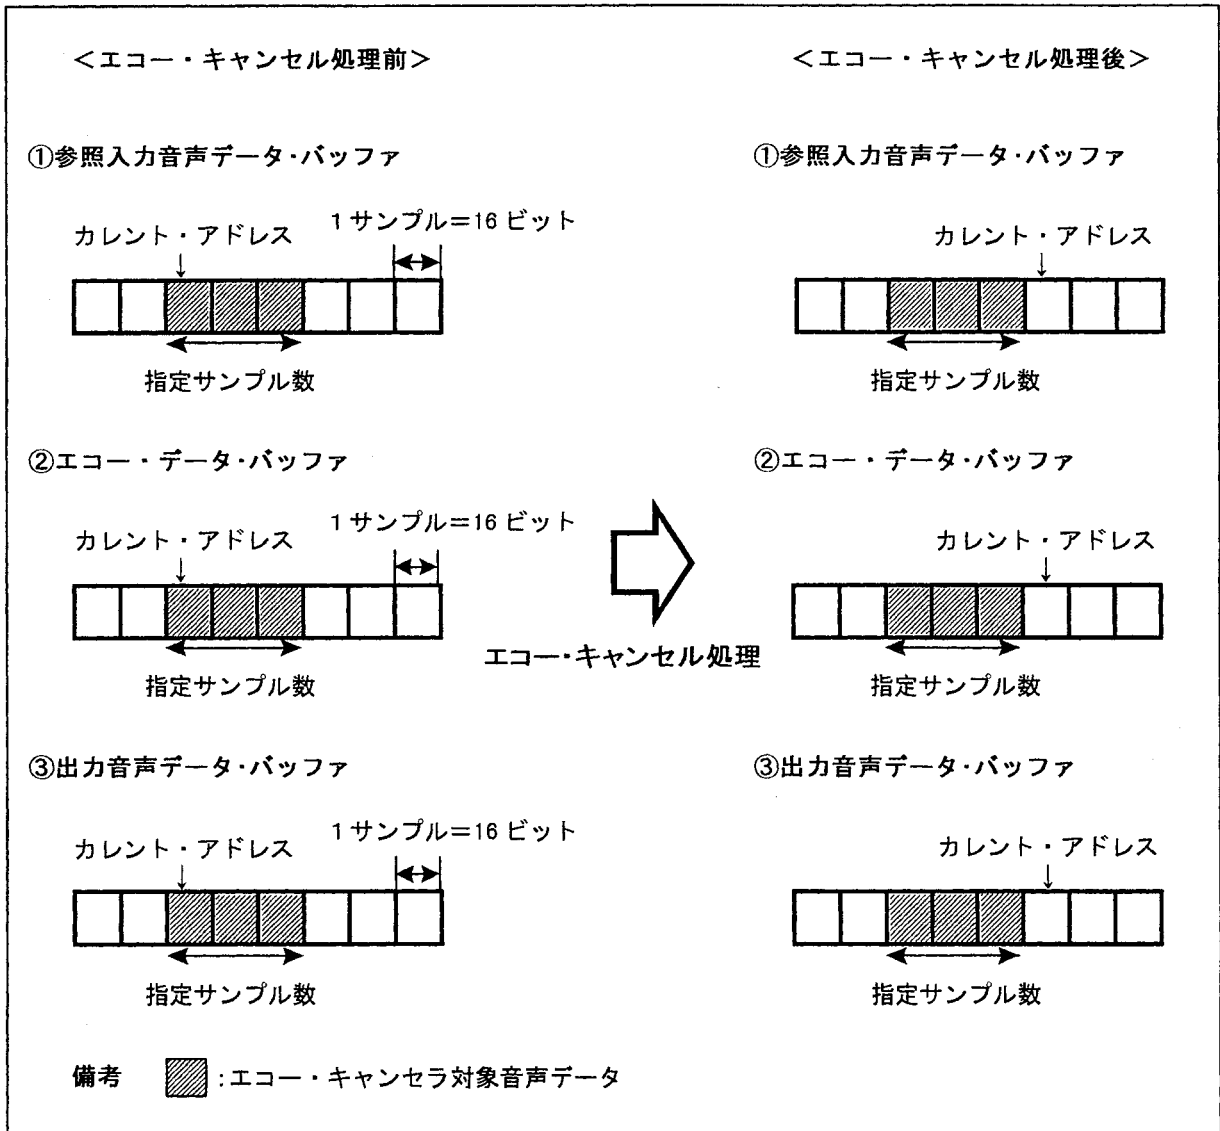 ＜エコー・キャンセル処理前＞
①参照入力音声データ・バッファ
1サンプル＝16ビット
カレント・アドレス
指定サンプル数
②エコー・データ・バッファ
1サンプル＝16ビット
カレント・アドレス
指定サンプル数
③出力音声データ・バッファ
1サンプル＝16ビット
カレント・アドレス
指定サンプル数
エコー・キャンセル処理
＜エコー・キャンセル処理後＞
①参照入力音声データ・バッファ
カレント・アドレス
指定サンプル数
②エコー・データ・バッファ
カレント・アドレス
指定サンプル数
③出力音声データ・バッファ
カレント・アドレス
指定サンプル数
備考 :エコー・キャンセラ対象音声データ